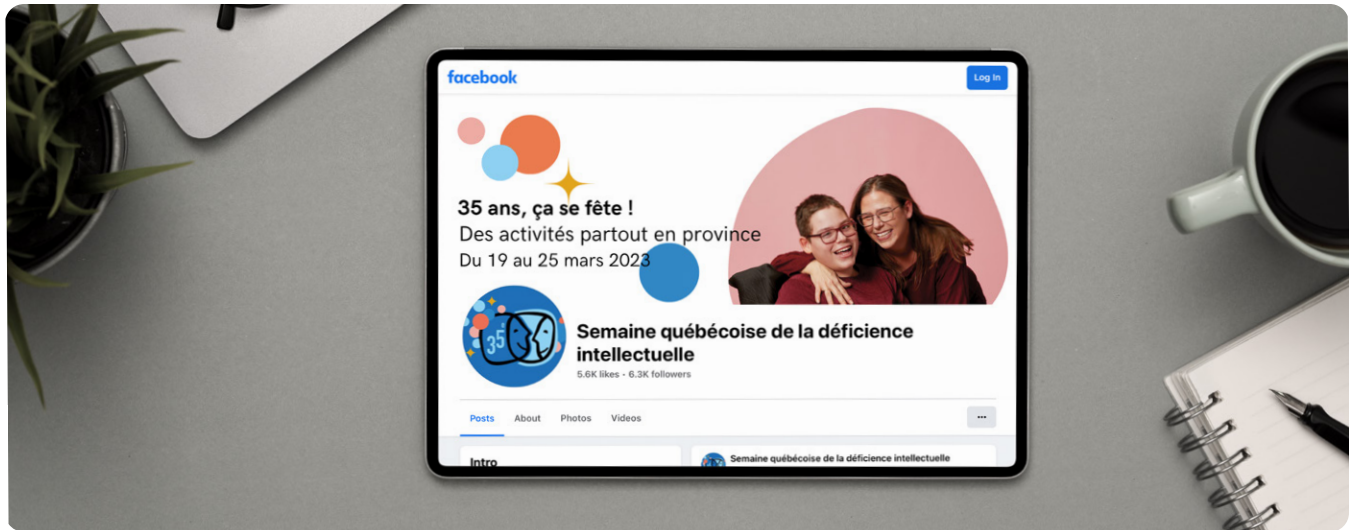 facebook
Log In
35 ans, ça se fête !
Des activités partout en province
Du 19 au 25 mars 2023
35
Semaine québécoise de la déficience
intellectuelle
5.6K likes • 6.3K followers
Posts About Photos Videos
...
Intro
Semaine québécoise de la déficience intellectuelle